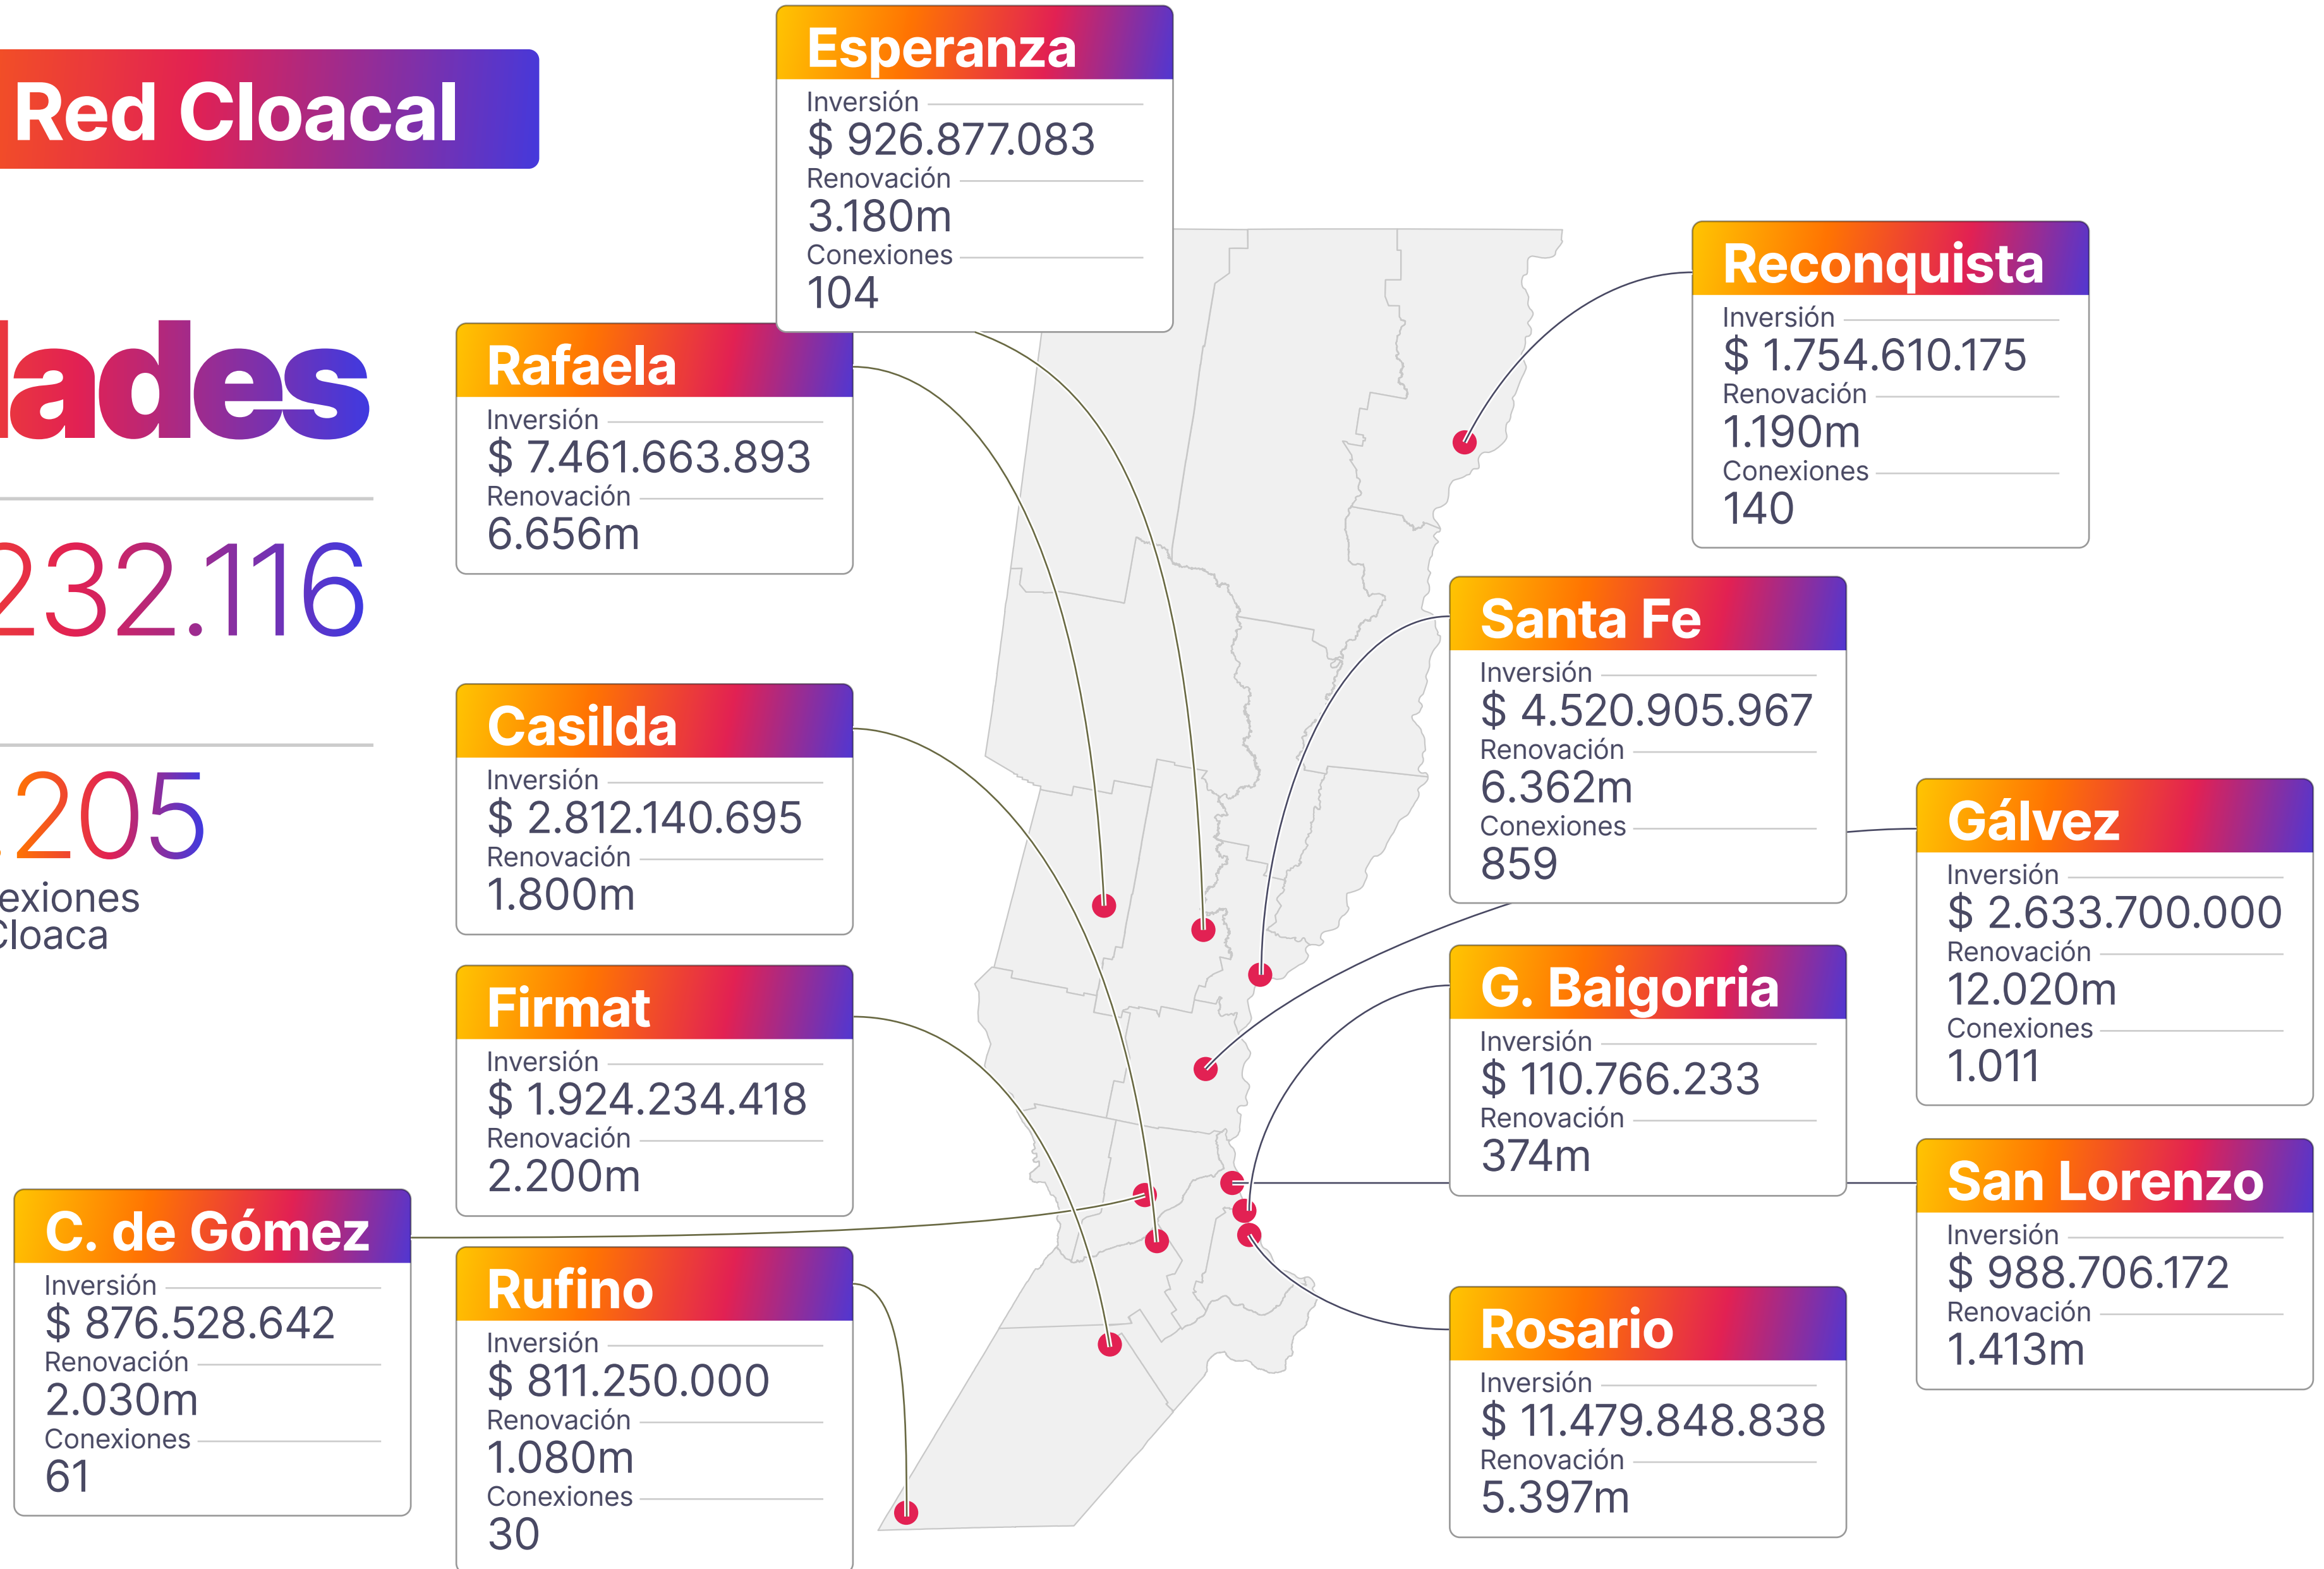 Red Cloacal
232.116
.205
Esperanza
Inversión
$ 926.877.083
Renovación
3.180m
Conexiones
104
Rafaela
Inversión
$ 7.461.663.893
Renovación
6.656m
Casilda
Inversión
$ 2.812.140.695
Renovación
1.800m
Firmat
Inversión
$ 1.924.234.418
Renovación
2.200m
C. de Gómez
Inversión
$ 876.528.642
Renovación
2.030m
Conexiones
61
Rufino
Inversión
$ 811.250.000
Renovación
1.080m
Conexiones
30
Reconquista
Inversión
$ 1.754.610.175
Renovación
1.190m
Conexiones
140
Santa Fe
Inversión
$ 4.520.905.967
Renovación
6.362m
Conexiones
859
Gálvez
Inversión
$ 2.633.700.000
Renovación
12.020m
Conexiones
1.011
G. Baigorria
Inversión
$ 110.766.233
Renovación
374m
San Lorenzo
Inversión
$ 988.706.172
Renovación
1.413m
Rosario
Inversión
$ 11.479.848.838
Renovación
5.397m